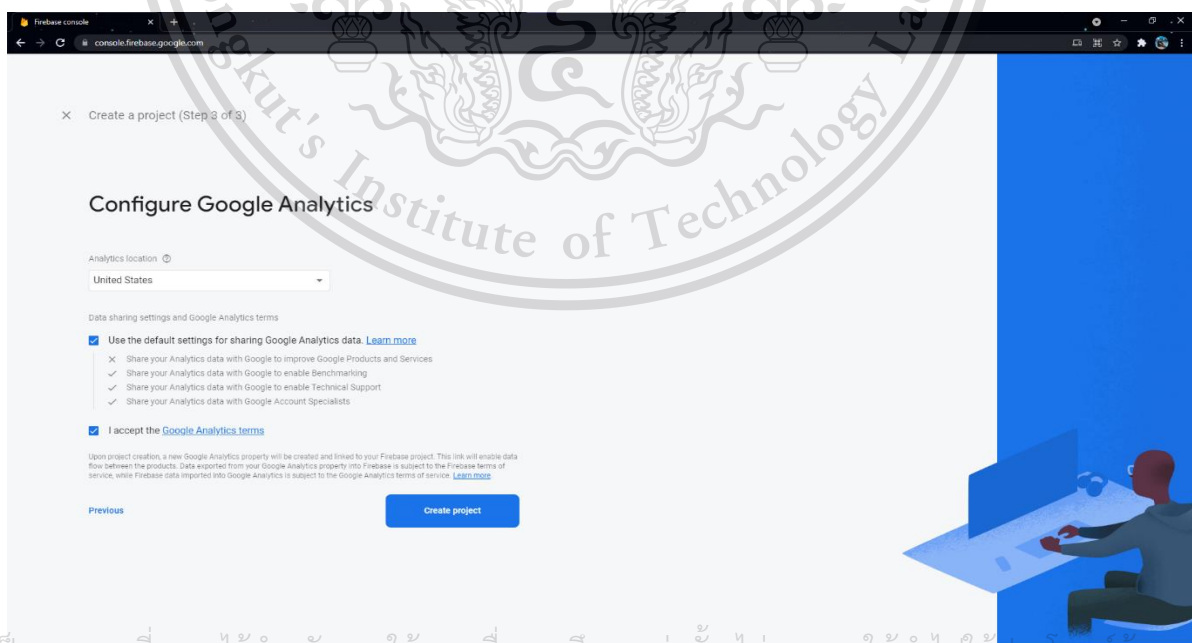 Firebase console
console.firebase.google.com
Create a project (Step 3 of 3)
Configure Google Analytics
Analytics location
United States
Data sharing settings and Google Analytics terms
Use the default settings for sharing Google Analytics data. Learn more
Share your Analytics data with Google to improve Google Products and Services
Share your Analytics data with Google to enable Benchmarking
Share your Analytics data with Google to enable Technical Support
Share your Analytics data with Google Account Specialists
I accept the Google Analytics terms
Upon project creation, a new Google Analytics property will be created and linked to your Firebase project. This link will enable data
flow between the products. Data exported from your Google Analytics property into Firebase is subject to the Firebase terms of
service, while Firebase data imported into Google Analytics is subject to the Google Analytics terms of service. Learn more.
Previous
Create project
Institute of Technology